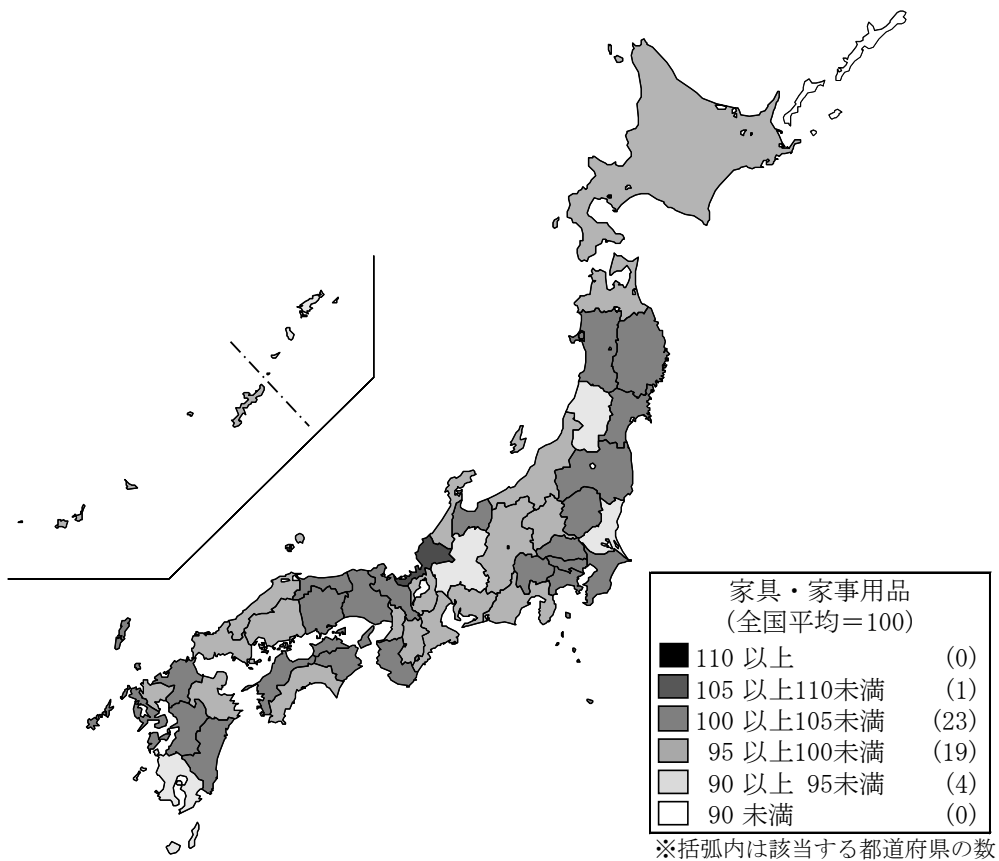 家具・家事用品
(全国平均＝100)
110 以上 (0)
105 以上110未満 (1)
100 以上105未満 (23)
95 以上100未満 (19)
90 以上 95未満 (4)
90 未満 (0)
※括弧内は該当する都道府県の数